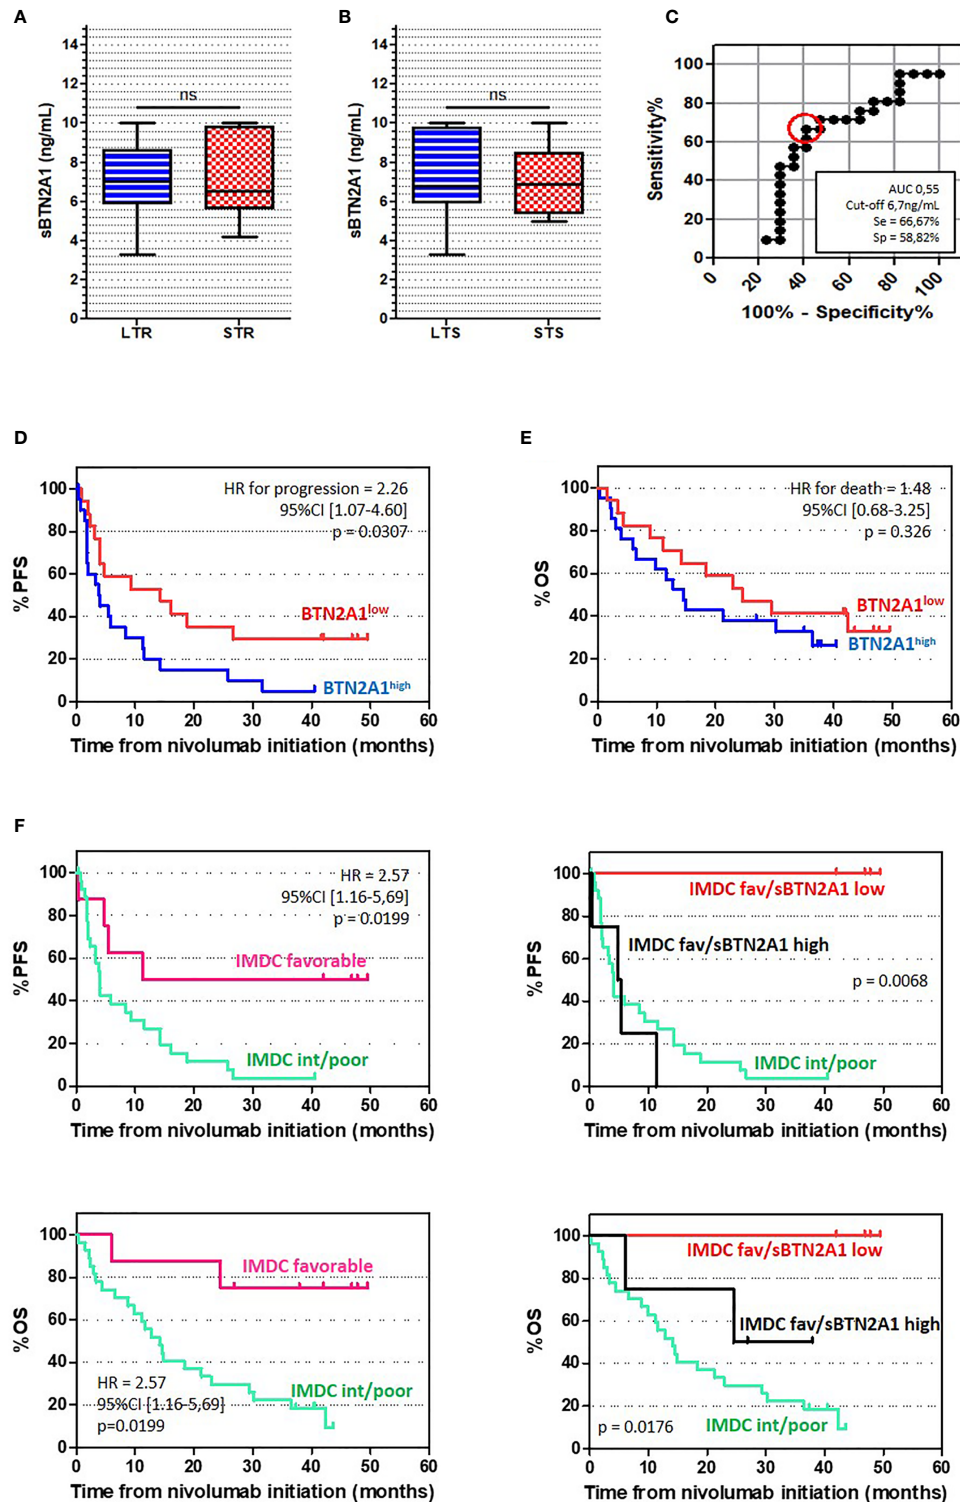 A
B
C
sBTN2A1 (ng/mL)
14
12
10
8
6
4
2
0
ns
LTR
STR
sBTN2A1 (ng/mL)
14
12
10
8
6
4
2
0
ns
LTS
STS
Sensitivity%
100
80
60
40
20
0
AUC 0,55
Cut-off 6,7ng/mL
Se = 66,67%
Sp = 58,82%
0
20
40
60
80
100
100% - Specificity%
D
E
%PFS
100
80
60
40
20
0
HR for progression = 2.26
95%CI [1.07-4.60]
p = 0.0307
BTN2A1low
BTN2A1high
0 10 20 30 40 50 60
Time from nivolumab initiation (months)
%OS
100
80
60
40
20
0
HR for death = 1.48
95%CI [0.68-3.25]
p = 0.326
BTN2A1low
BTN2A1high
0 10 20 30 40 50 60
Time from nivolumab initiation (months)
F
%PFS
100
80
60
40
20
0
HR = 2.57
95%CI [1.16-5,69]
p = 0.0199
IMDC favorable
IMDC int/poor
0 10 20 30 40 50 60
Time from nivolumab initiation (months)
%PFS
100
80
60
40
20
0
IMDC fav/sBTN2A1 low
IMDC fav/sBTN2A1 high
p = 0.0068
IMDC int/poor
0 10 20 30 40 50 60
Time from nivolumab initiation (months)
%OS
100
80
60
40
20
0
IMDC favorable
IMDC int/poor
HR = 2.57
95%CI [1.16-5,69]
p=0.0199
0 10 20 30 40 50 60
Time from nivolumab initiation (months)
%OS
100
80
60
40
20
0
IMDC fav/sBTN2A1 low
IMDC fav/sBTN2A1 high
p = 0.0176
IMDC int/poor
0 10 20 30 40 50 60
Time from nivolumab initiation (months)